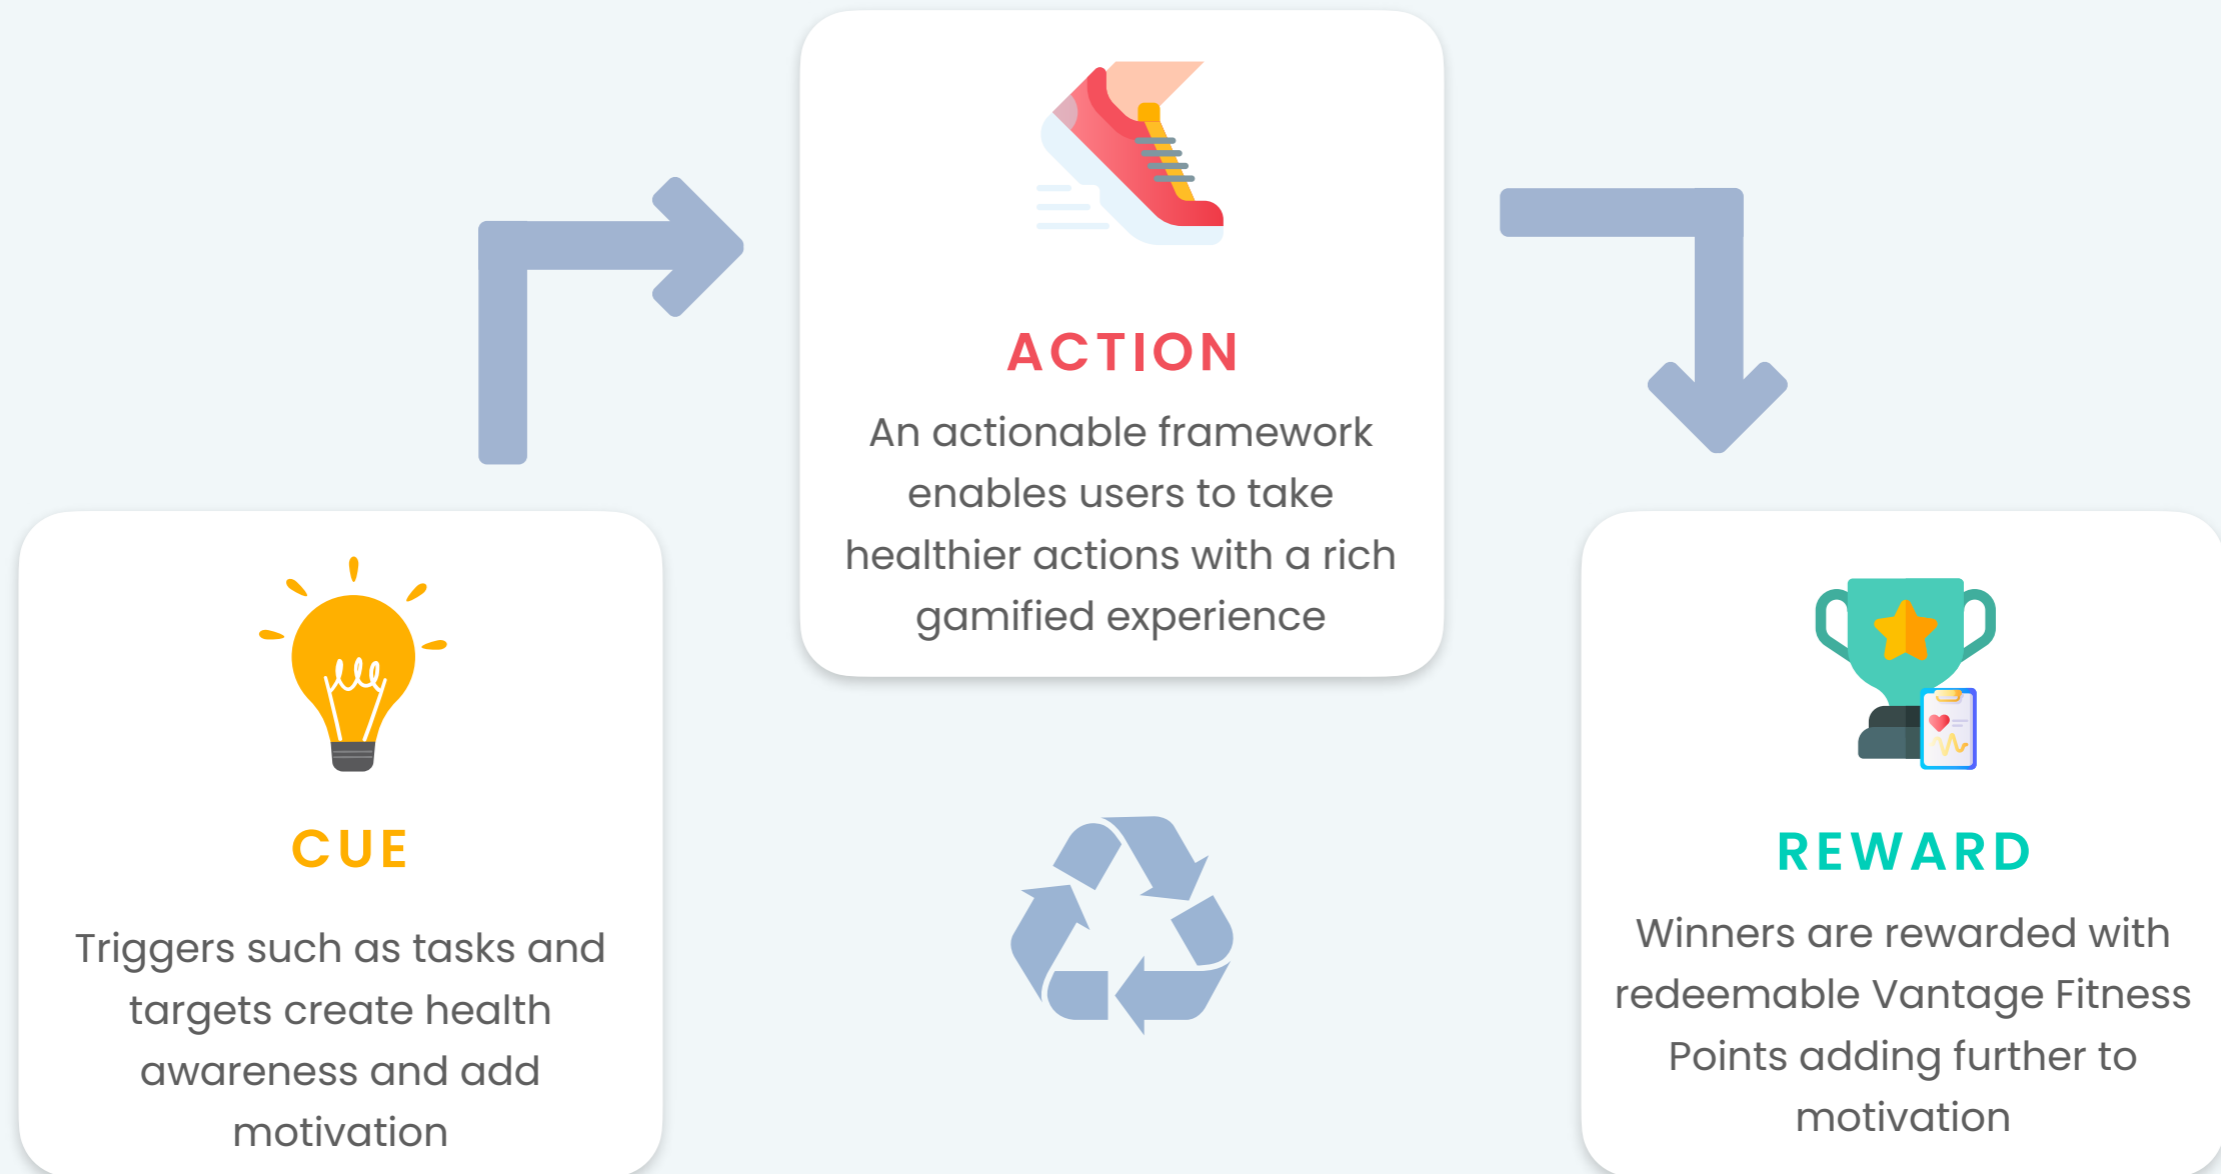 CUE
Triggers such as tasks and
targets create health
awareness and add
motivation
ACTION
An actionable framework
enables users to take
healthier actions with a rich
gamified experience
REWARD
Winners are rewarded with
redeemable Vantage Fitness
Points adding further to
motivation